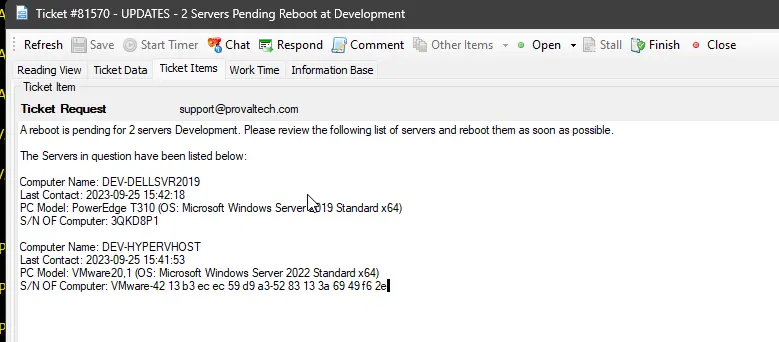 Ticket #81570 - UPDATES - 2 Servers Pending Reboot at Development
Refresh Save Start Timer Chat Respond Comment Other Items Open Stall Finish Close
Reading View Ticket Data Ticket Items Work Time Information Base
Ticket Item
Ticket Request support@provaltech.com
A reboot is pending for 2 servers Development. Please review the following list of servers and reboot them as soon as possible.
The Servers in question have been listed below:
Computer Name: DEV-DELLSVR2019
Last Contact: 2023-09-25 15:42:18
PC Model: PowerEdge T310 (OS: Microsoft Windows Server 2019 Standard x64)
S/N OF Computer: 3QKD8P1
Computer Name: DEV-HYPERVHOST
Last Contact: 2023-09-25 15:41:53
PC Model: VMware20,1 (OS: Microsoft Windows Server 2022 Standard x64)
S/N OF Computer: VMware-42 13 b3 ec ec 59 d9 a3-52 83 13 3a 69 49 f6 2e